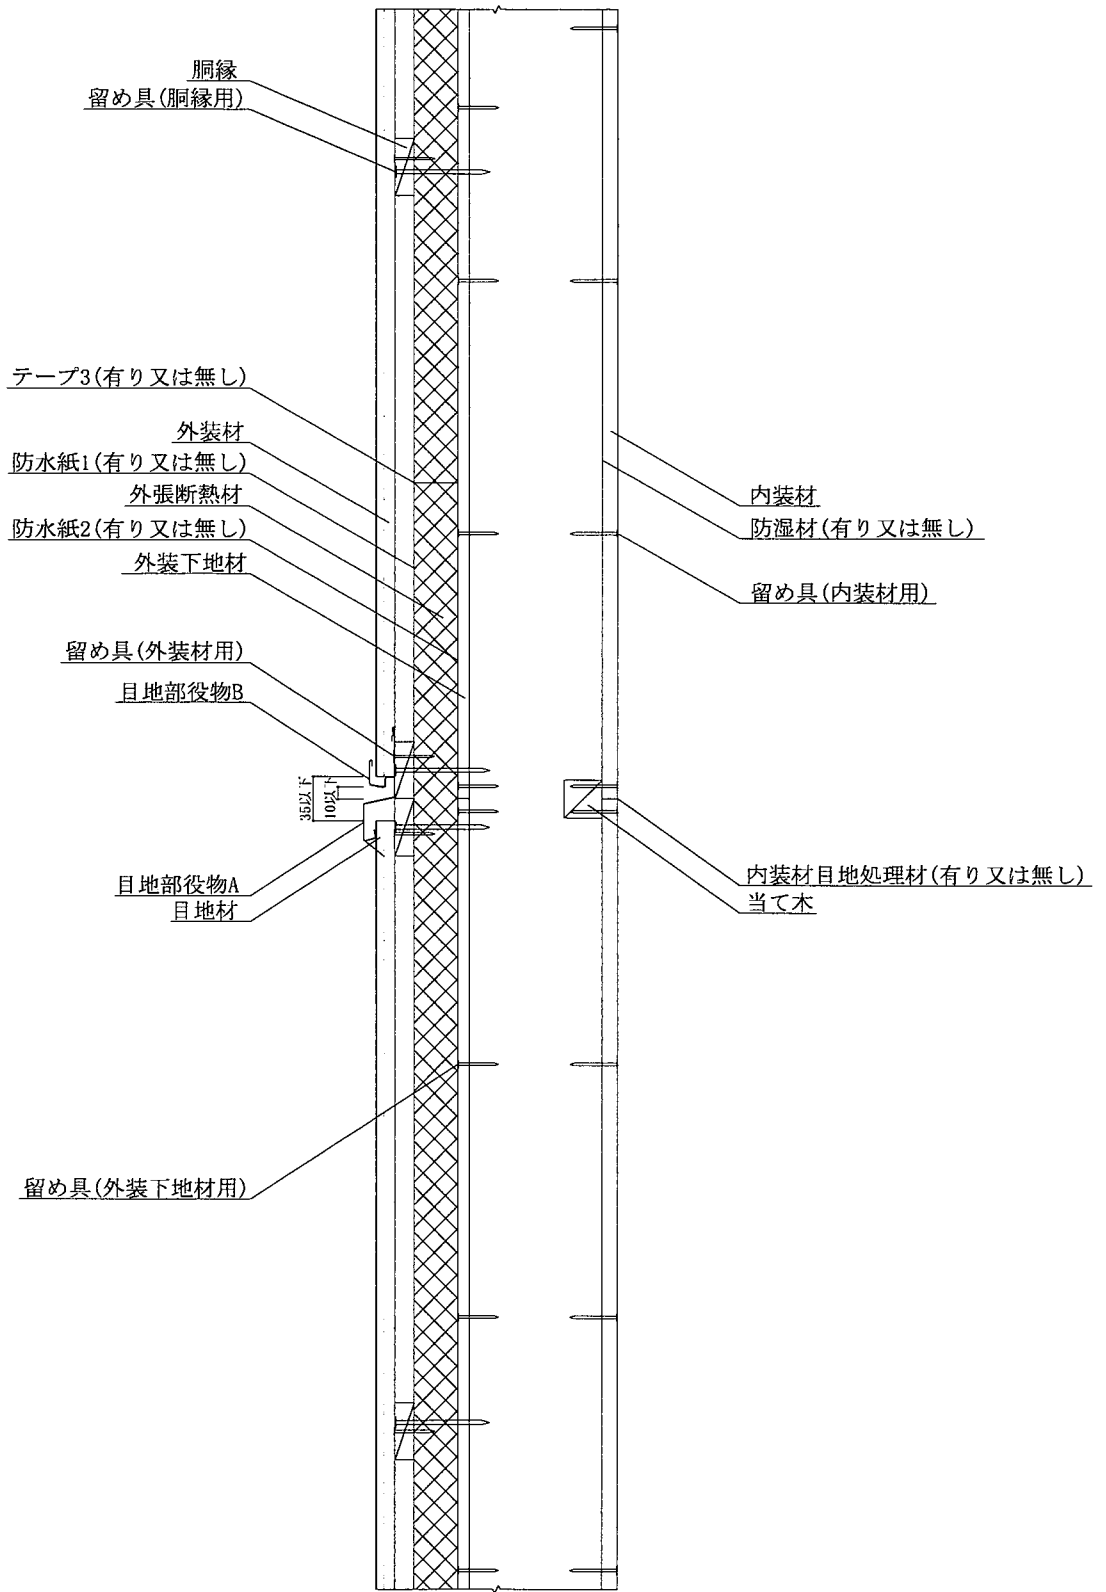 胴縁
留め具(胴縁用)
テープ3(有り又は無し)
外装材
防水紙1(有り又は無し)
外張断熱材
防水紙2(有り又は無し)
外装下地材
留め具(外装材用)
目地部役物B
35以下
10以下
目地部役物A
目地材
留め具(外装下地材用)
内装材
防湿材(有り又は無し)
留め具(内装材用)
内装材目地処理材(有り又は無し)
当て木